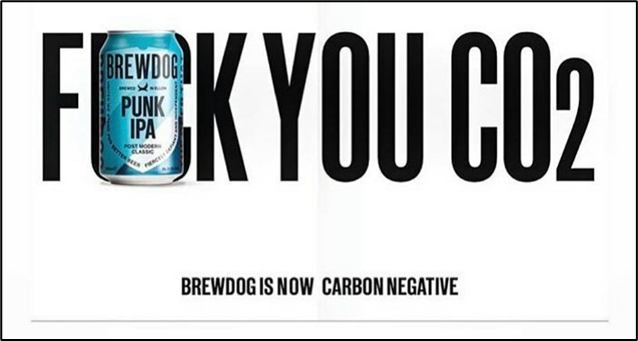 F CK YOU CO2
BREWDOG
BREWED IN ELLON
PUNK
IPA
POST MODERN
CLASSIC
BREWDOG IS NOW CARBON NEGATIVE